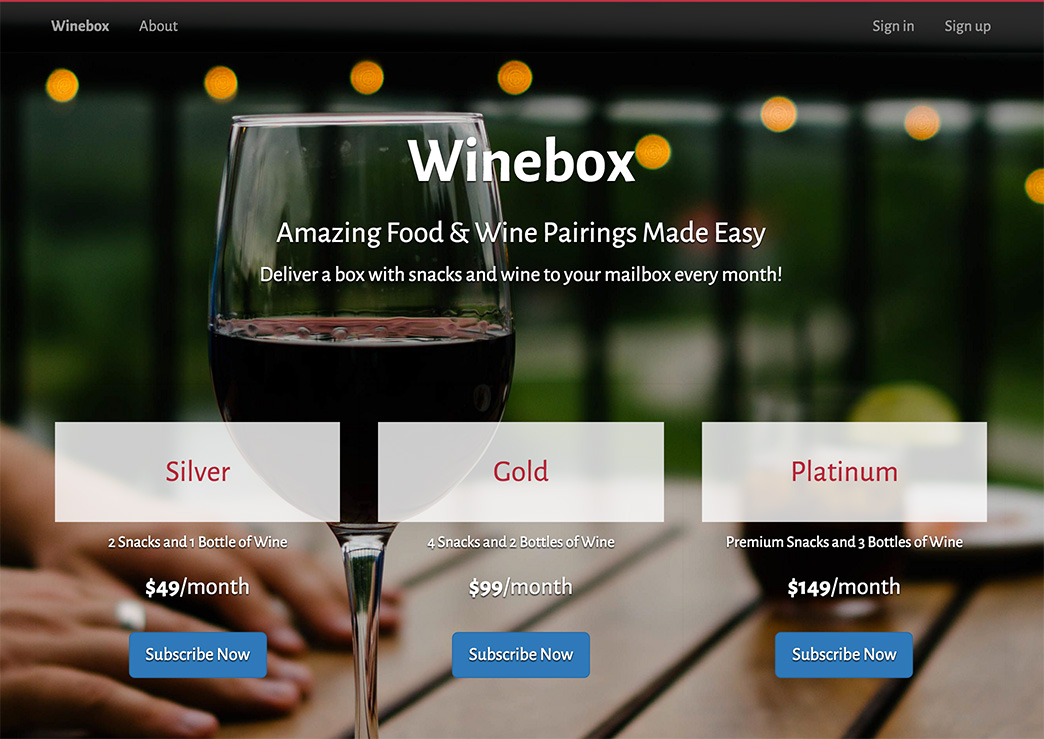 Winebox About Sign in Sign up
Winebox
Amazing Food & Wine Pairings Made Easy
Deliver a box with snacks and wine to your mailbox every month!
Silver Gold Platinum
2 Snacks and 1 Bottle of Wine 4 Snacks and 2 Bottles of Wine Premium Snacks and 3 Bottles of Wine
$49/month $99/month $149/month
Subscribe Now Subscribe Now Subscribe Now